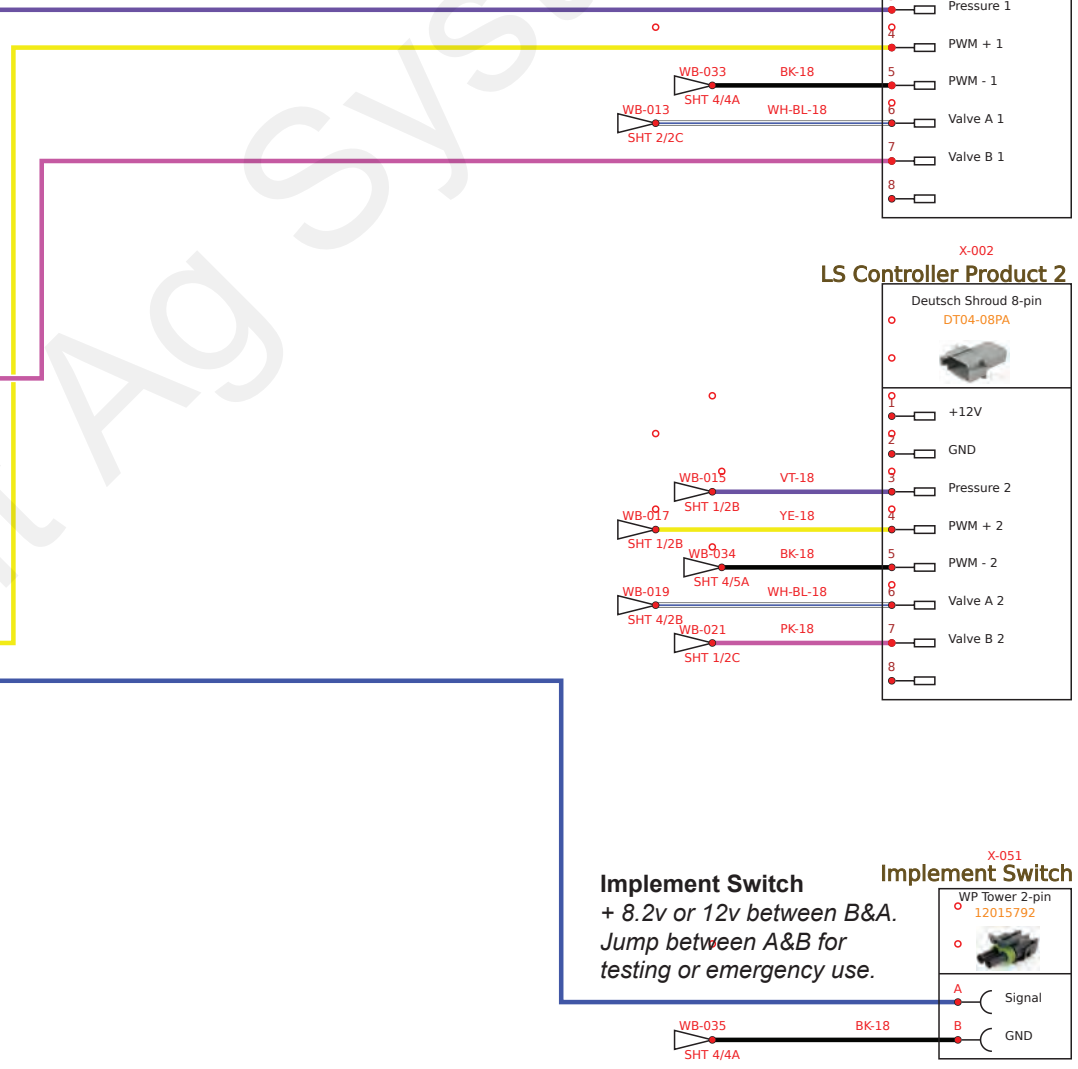 Pressure 1
4
PWM + 1
WB-033 BK-18 5
PWM - 1
SHT 4/4A
WB-013 WH-BL-18 6
Valve A 1
SHT 2/2C
7
Valve B 1
8
X-002
LS Controller Product 2
Deutsch Shroud 8-pin
DT04-08PA
1
+12V
2
GND
WB-015 VT-18 3
Pressure 2
SHT 1/2B
WB-017 YE-18 4
PWM + 2
SHT 1/2B
WB-034 BK-18 5
PWM - 2
SHT 4/5A
WB-019 WH-BL-18 6
Valve A 2
SHT 4/2B
WB-021 PK-18 7
Valve B 2
SHT 1/2C
8
X-051
Implement Switch
WP Tower 2-pin
12015792
Implement Switch
+ 8.2v or 12v between B&A.
Jump between A&B for
testing or emergency use.
A
Signal
WB-035 BK-18 B
GND
SHT 4/4A
Ag Sy